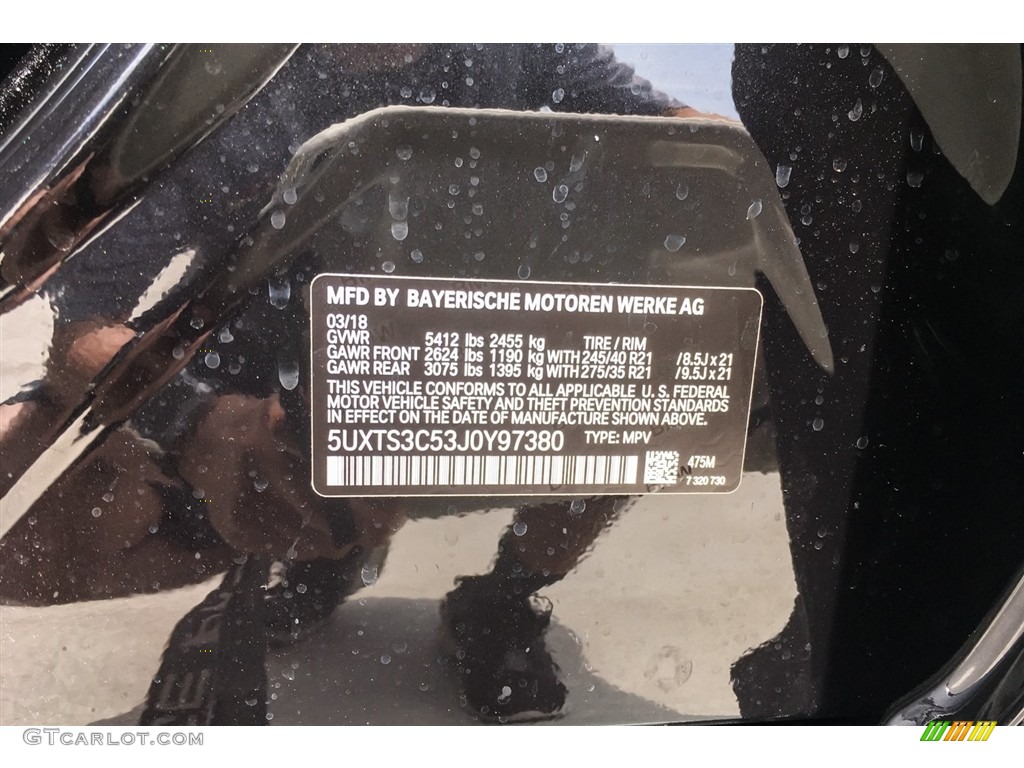 MFD BY BAYERISCHE MOTOREN WERKE AG
03/18
GVWR 5412 lbs 2455 kg TIRE / RIM
GAWR FRONT 2624 lbs 1190 kg WITH 245/40 R21 /8.5J x 21
GAWR REAR 3075 lbs 1395 kg WITH 275/35 R21 /9.5J x 21
THIS VEHICLE CONFORMS TO ALL APPLICABLE U. S. FEDERAL
MOTOR VEHICLE SAFETY AND THEFT PREVENTION STANDARDS
IN EFFECT ON THE DATE OF MANUFACTURE SHOWN ABOVE.
5UXTS3C53J0Y97380 TYPE: MPV
475M
7 320 730
GTcarlot.com